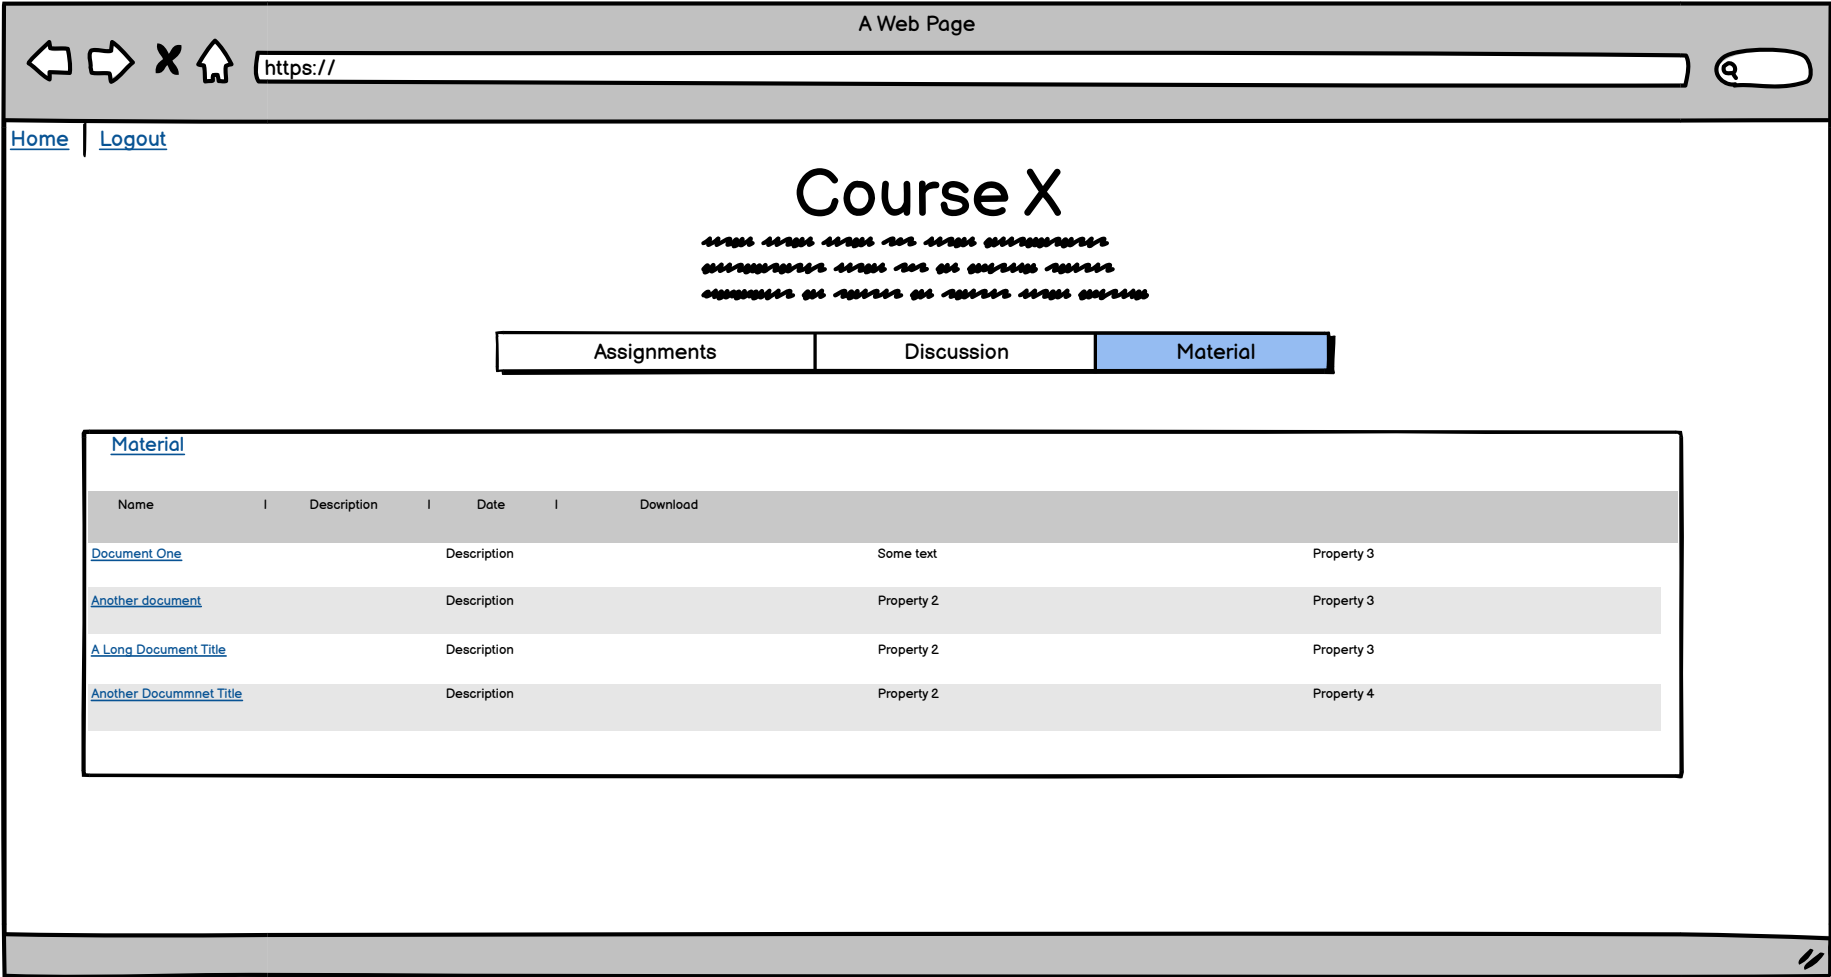 A Web Page
https://
Home | Logout
Course X
Assignments Discussion Material
Material
Name | Description | Date | Download
Document One Description Some text Property 3
Another document Description Property 2 Property 3
A Long Document Title Description Property 2 Property 3
Another Docummnet Title Description Property 2 Property 4